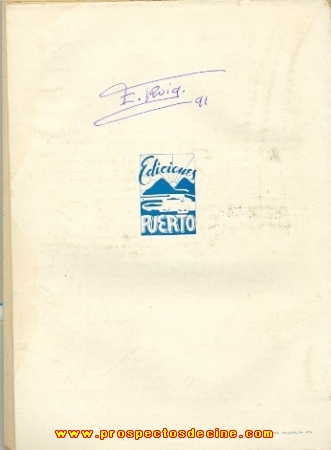 E. Roig.
91
Ediciones
PUERTO
www.prospectosdecine.com